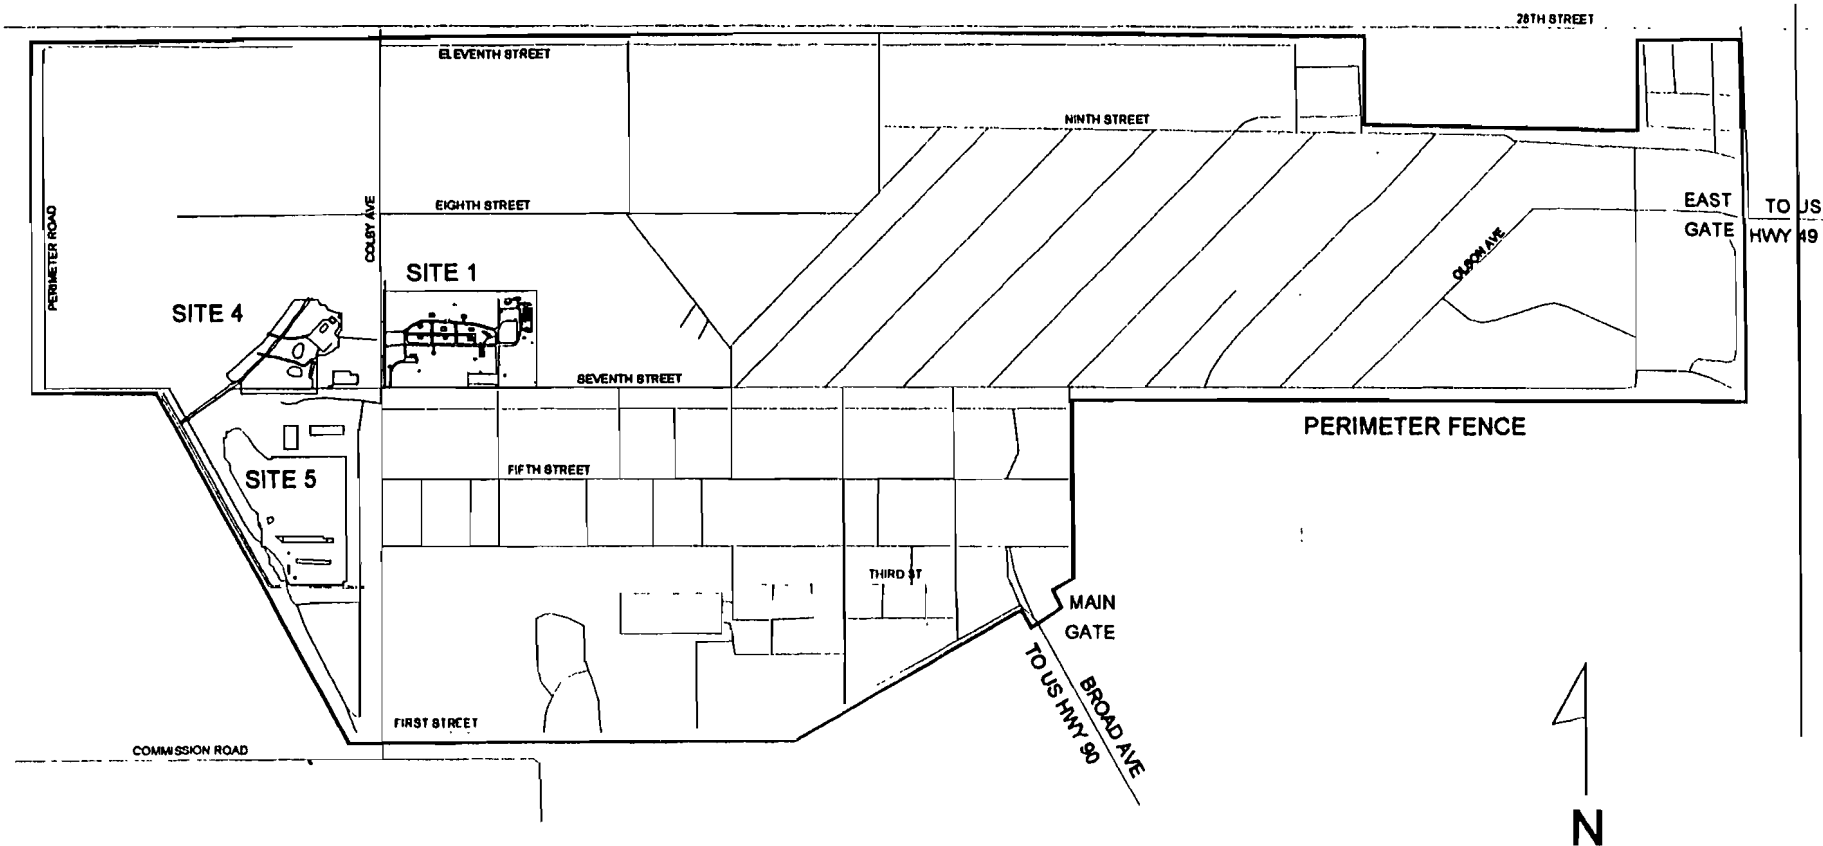 28TH STREET
ELEVENTH STREET
NINTH STREET
PERIMETER ROAD
COLBY AVE
EIGHTH STREET
EAST
GATE
TO US
HWY 49
OLSON AVE
SITE 1
SITE 4
SEVENTH STREET
PERIMETER FENCE
FIFTH STREET
SITE 5
THIRD ST
MAIN
GATE
TO US HWY 90
BROAD AVE
FIRST STREET
COMMISSION ROAD
N